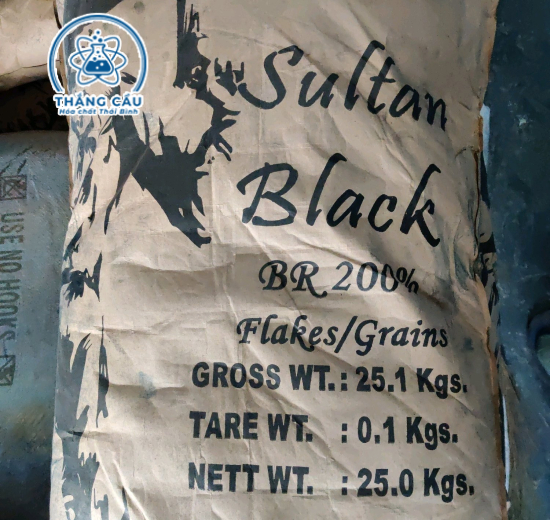 THẮNG CẦU
Hóa chất Thái Bình
Sultan
Black
BR 200%
Flakes/Grains
GROSS WT. : 25.1 Kgs.
TARE WT. : 0.1 Kgs.
NETT WT. : 25.0 Kgs.
USE NO HOOKS